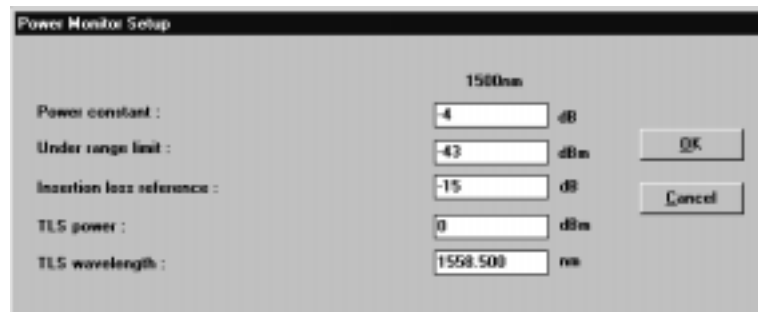 Power Monitor Setup
1500nm
Power constant : -4 dB
Under range limit : -43 dBm
Insertion loss reference : -15 dB
TLS power : 0 dBm
TLS wavelength : 1558.500 nm
OK
Cancel